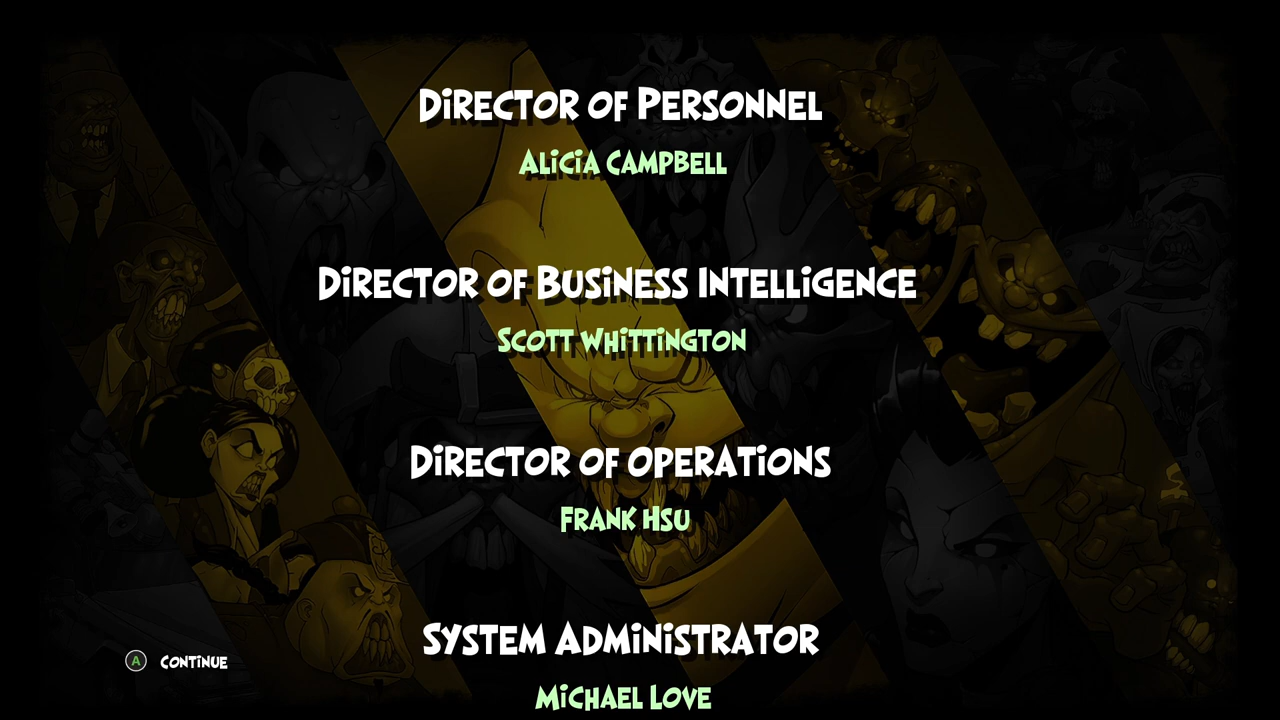 Director of Personnel
Alicia Campbell
Director of Business Intelligence
Scott Whittington
Director of Operations
Frank Hsu
System Administrator
A Continue
Michael Love